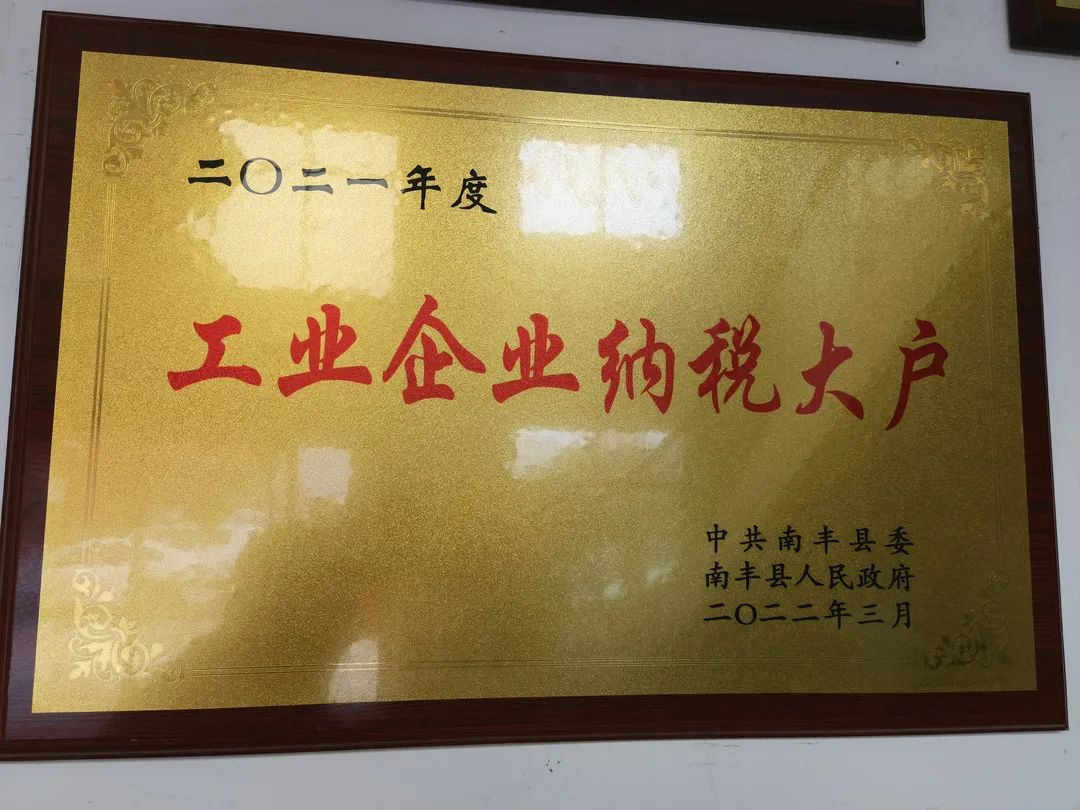 二〇二一年度
工业企业纳税大户
中共南丰县委
南丰县人民政府
二〇二二年三月